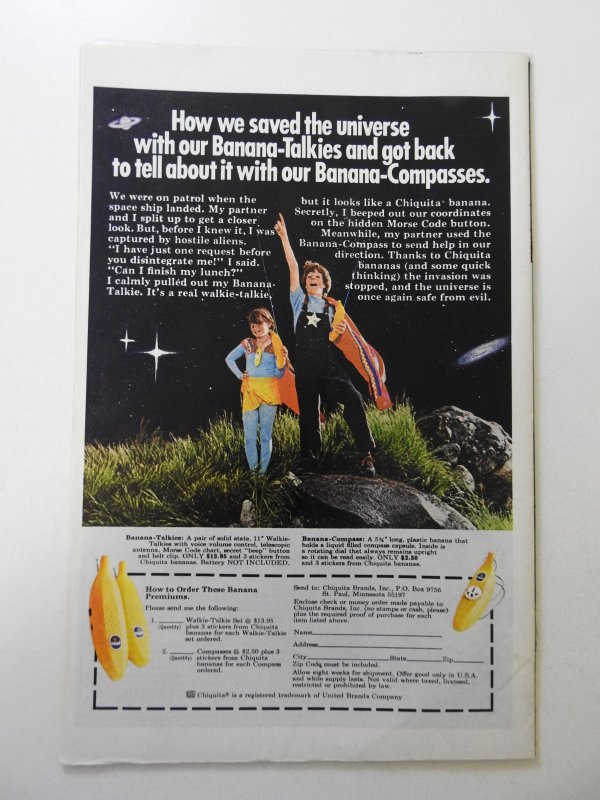 How we saved the universe
with our Banana-Talkies and got back
to tell about it with our Banana-Compasses.
We were on patrol when the
space ship landed. My partner
and I split up to get a closer
look. But, before I knew it, I was
captured by hostile aliens.
"I have just one request before
you disintegrate me!" I said.
"Can I finish my lunch?"
I calmly pulled out my Banana-
Talkie. It's a real walkie-talkie,
but it looks like a Chiquita® banana.
Secretly, I beeped out our coordinates
on the hidden Morse Code button.
Meanwhile, my partner used the
Banana-Compass to send help in our
direction. Thanks to Chiquita
bananas (and some quick
thinking) the invasion was
stopped, and the universe is
once again safe from evil.
Banana-Talkies: A pair of solid state, 11" Walkie-
Talkies with voice volume control, telescopic
antenna, Morse Code chart, secret "beep" button
and belt clip. ONLY $13.95 and 3 stickers from
Chiquita bananas. Battery NOT INCLUDED.
Banana-Compass: A 5¾" long, plastic banana that
holds a liquid filled compass capsule. Inside is
a rotating dial that always remains upright
so it can be read easily. ONLY $2.50
and 3 stickers from Chiquita bananas.
How to Order These Banana
Premiums.
Please send me the following:
1. ______ Walkie-Talkie Set @ $13.95
(Quantity) plus 3 stickers from Chiquita
bananas for each Walkie-Talkie
set ordered.
2. ______ Compasses @ $2.50 plus 3
(Quantity) stickers from Chiquita
bananas for each Compass
ordered.
Send to: Chiquita Brands, Inc., P.O. Box 9756
St. Paul, Minnesota 55197
Enclose check or money order made payable to
Chiquita Brands, Inc. (no stamps or cash, please)
plus the required proof of purchase for each
item listed above.
Name
Address
City State Zip
Zip Code must be included.
Allow eight weeks for shipment. Offer good only in U.S.A.
and while supply lasts. Not valid where taxed, licensed,
restricted or prohibited by law.
Chiquita® is a registered trademark of United Brands Company